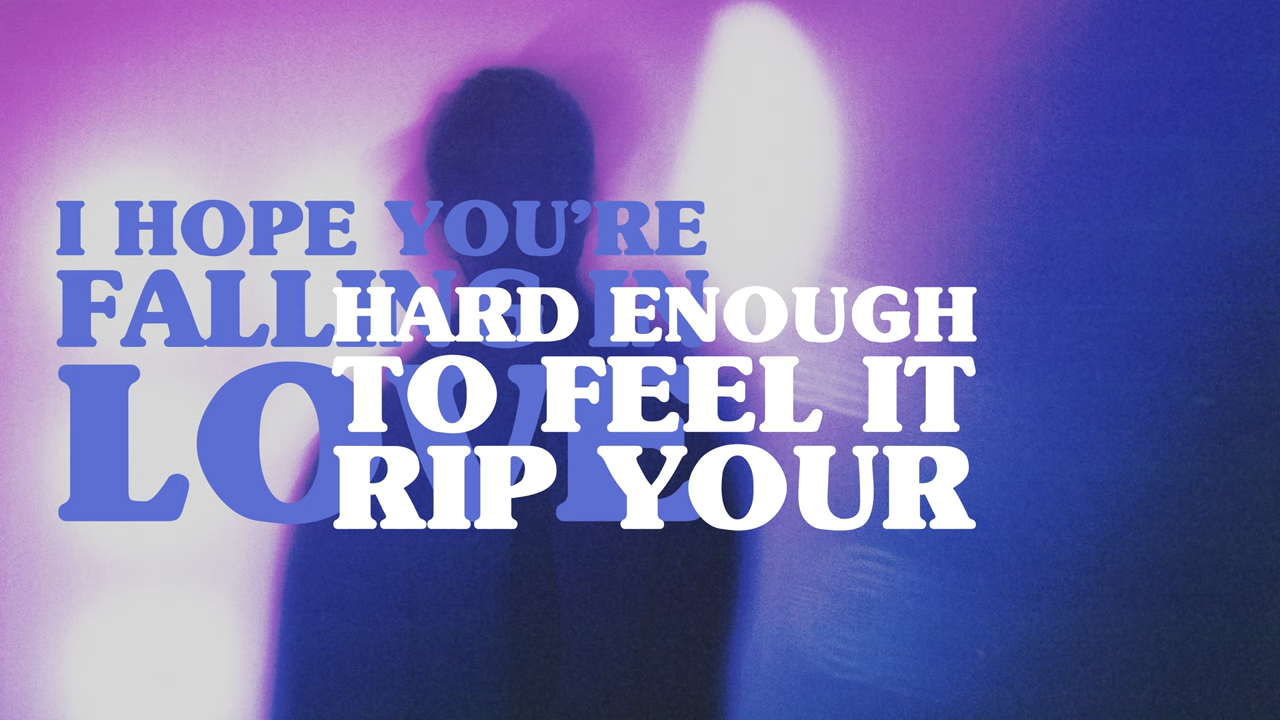 I HOPE YOU'RE
FALLING IN
LOVE
HARD ENOUGH
TO FEEL IT
RIP YOUR